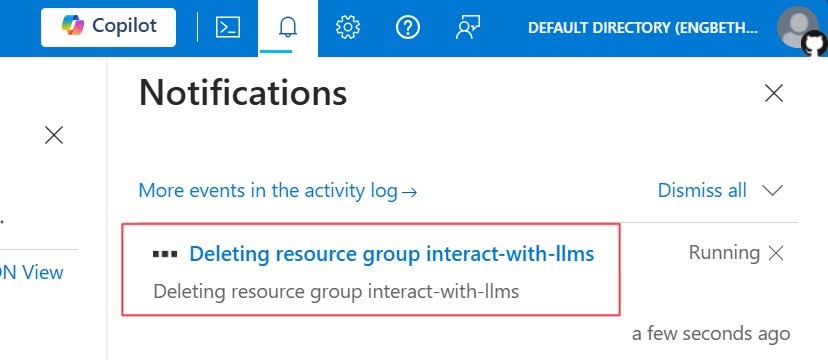 Copilot
DEFAULT DIRECTORY (ENGBETH...
Notifications
More events in the activity log→
Dismiss all
ON View
Deleting resource group interact-with-llms
Running
Deleting resource group interact-with-llms
a few seconds ago